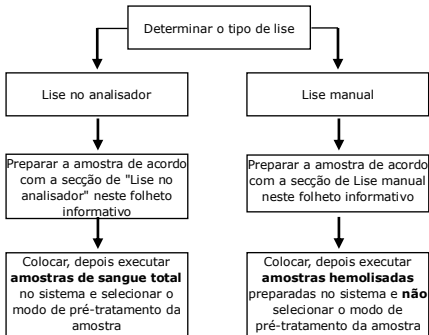 Determinar o tipo de lise
Lise no analisador
Lise manual
Preparar a amostra de acordo
com a secção de "Lise no
analisador" neste folheto
informativo
Preparar a amostra de acordo
com a secção de Lise manual
neste folheto informativo
Colocar, depois executar
amostras de sangue total
no sistema e selecionar o
modo de pré-tratamento da
amostra
Colocar, depois executar
amostras hemolisadas
preparadas no sistema e não
selecionar o modo de
pré-tratamento da amostra